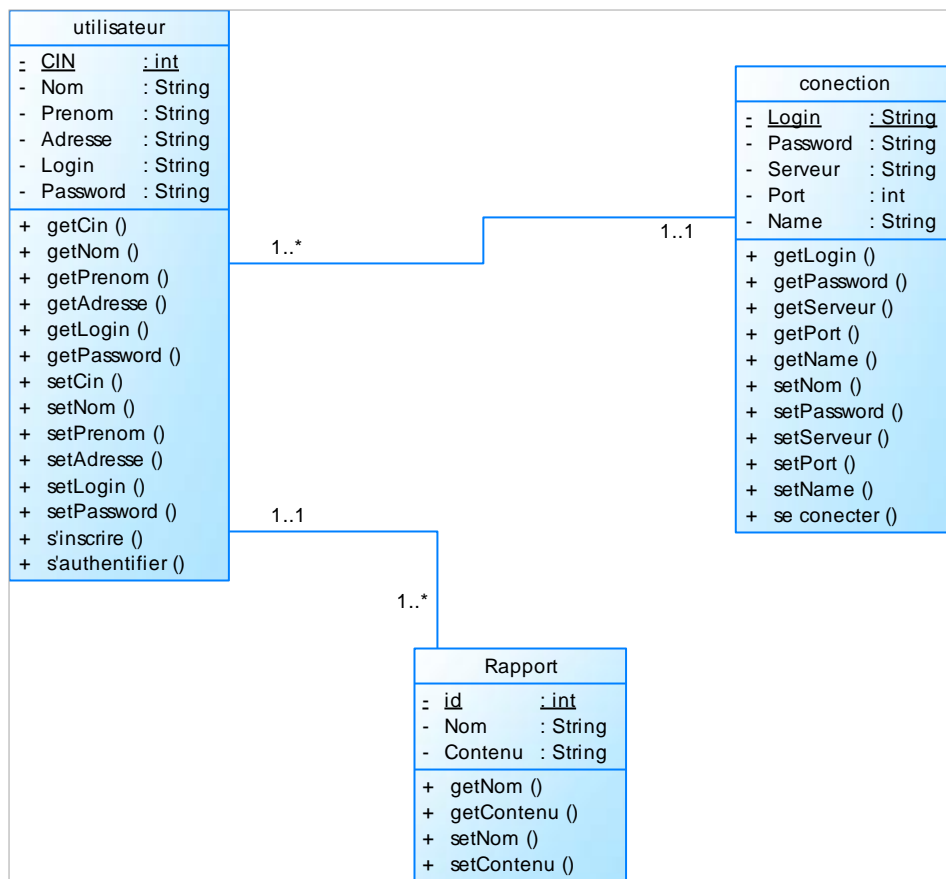 utilisateur
- CIN : int
- Nom : String
- Prenom : String
- Adresse : String
- Login : String
- Password : String
+ getCin ()
+ getNom ()
+ getPrenom ()
+ getAdresse ()
+ getLogin ()
+ getPassword ()
+ setCin ()
+ setNom ()
+ setPrenom ()
+ setAdresse ()
+ setLogin ()
+ setPassword ()
+ s'inscrire ()
+ s'authentifier ()
1..*
1..1
conection
- Login : String
- Password : String
- Serveur : String
- Port : int
- Name : String
+ getLogin ()
+ getPassword ()
+ getServeur ()
+ getPort ()
+ getName ()
+ setNom ()
+ setPassword ()
+ setServeur ()
+ setPort ()
+ setName ()
+ se conecter ()
1..1
1..*
Rapport
- id : int
- Nom : String
- Contenu : String
+ getNom ()
+ getContenu ()
+ setNom ()
+ setContenu ()